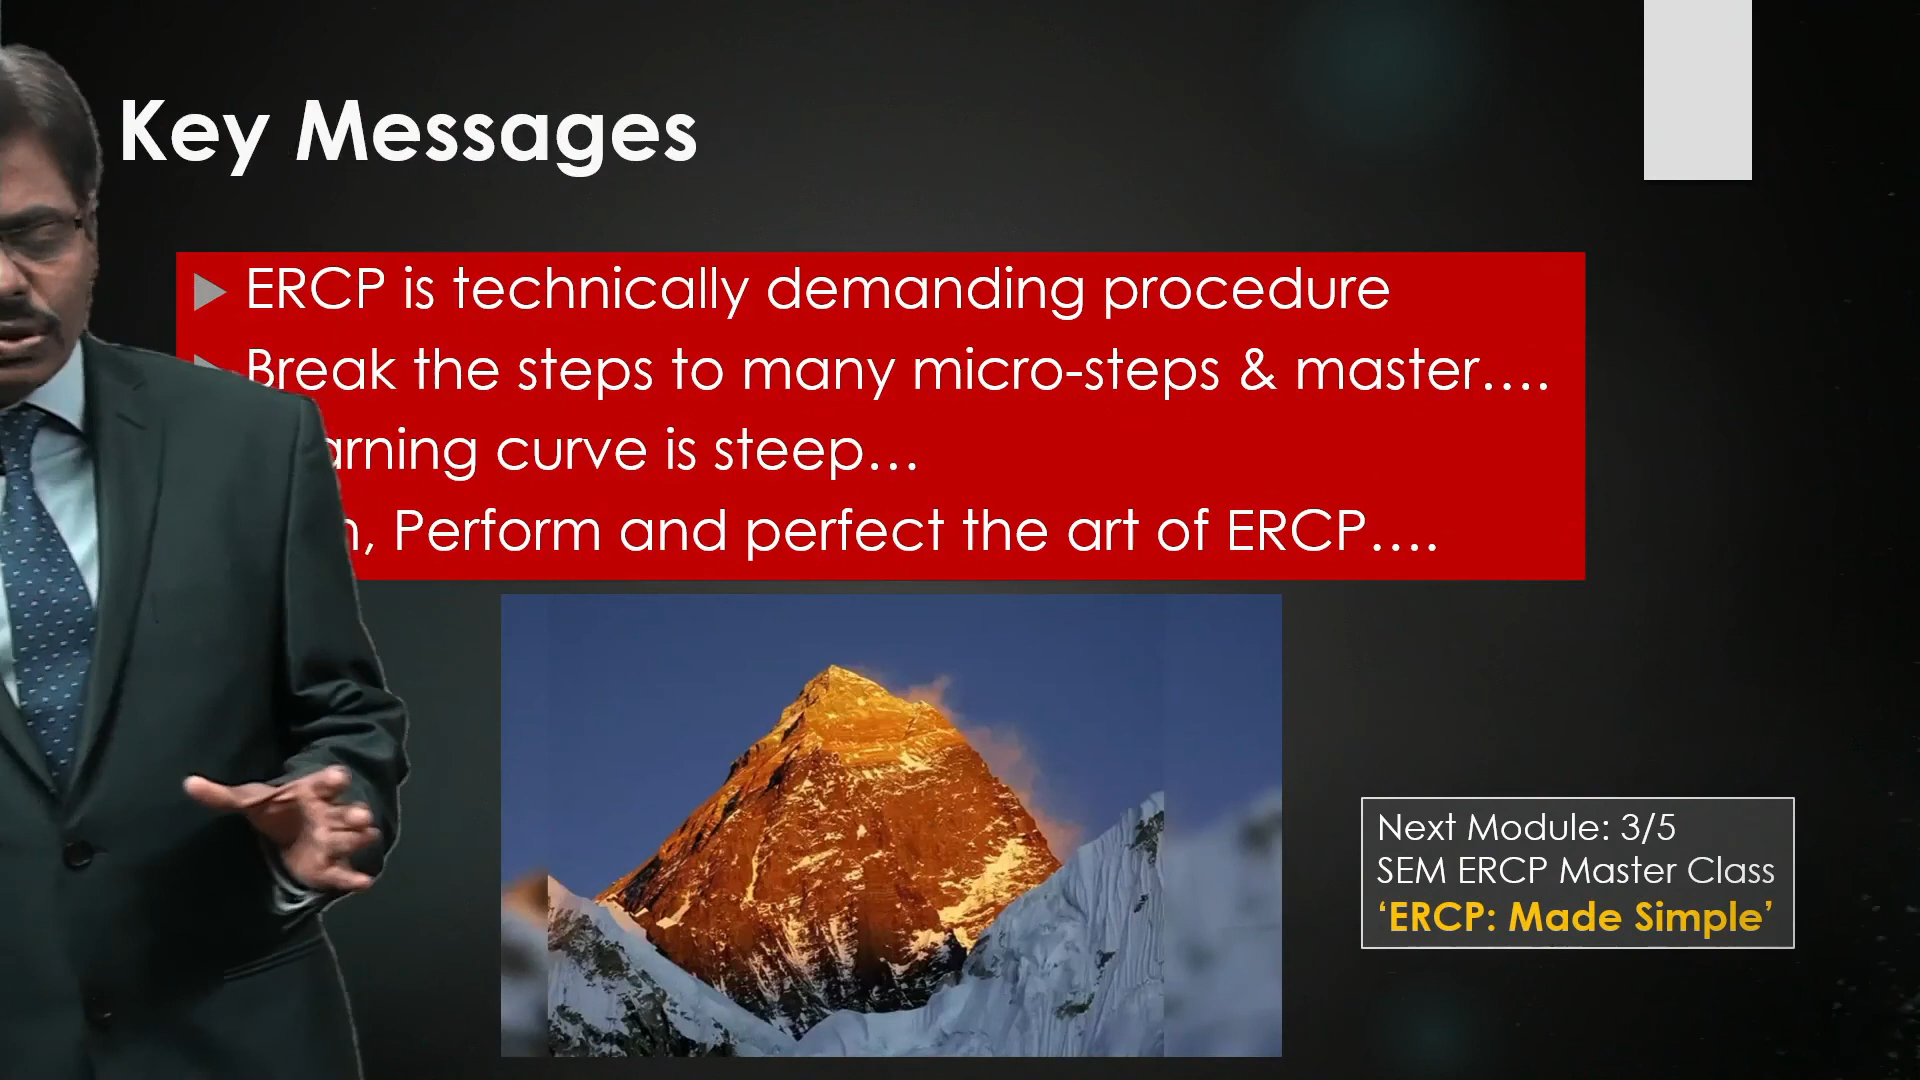 Key Messages
ERCP is technically demanding procedure
Break the steps to many micro-steps & master....
arning curve is steep...
, Perform and perfect the art of ERCP....
Next Module: 3/5
SEM ERCP Master Class
‘ERCP: Made Simple’